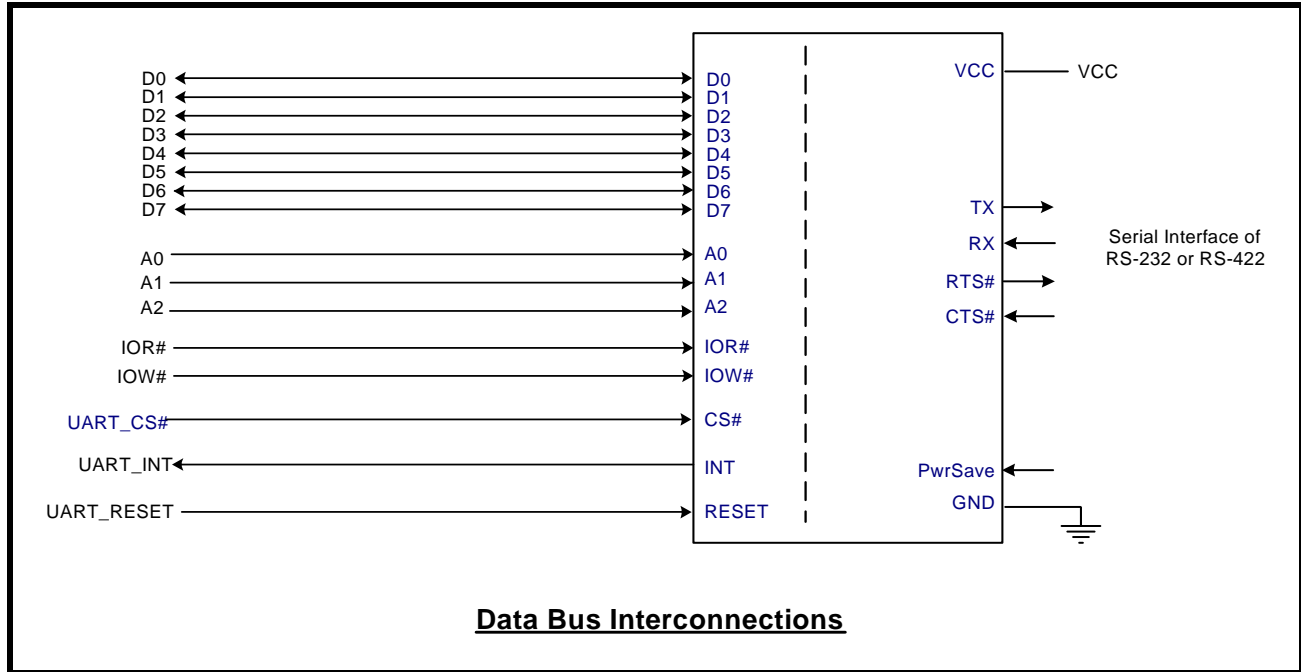 D0
D1
D2
D3
D4
D5
D6
D7
A0
A1
A2
IOR#
IOW#
UART_CS#
UART_INT
UART_RESET
D0
D1
D2
D3
D4
D5
D6
D7
A0
A1
A2
IOR#
IOW#
CS#
INT
RESET
VCC
TX
RX
RTS#
CTS#
PwrSave
GND
VCC
Serial Interface of
RS-232 or RS-422
Data Bus Interconnections